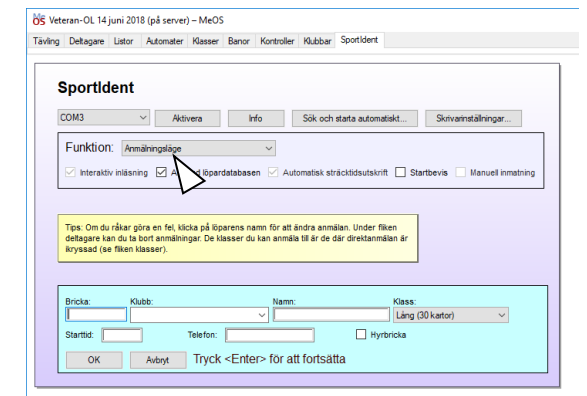 MeOS Veteran-OL 14 juni 2018 (på server) – MeOS
Tävling Deltagare Listor Automater Klasser Banor Kontroller Klubbar SportIdent
SportIdent
COM3 Aktivera Info Sök och starta automatiskt... Skrivarinställningar...
Funktion: Anmälningsläge
Interaktiv inläsning löpardatabasen Automatisk sträcktidsutskrift Startbevis Manuell inmatning
Tips: Om du råkar göra en fel, klicka på löparens namn för att ändra anmälan. Under fliken
deltagare kan du ta bort anmälningar. De klasser du kan anmäla till är de där direktanmälan är
ikryssad (se fliken klasser).
Bricka: Klubb: Namn: Klass:
Lång (30 kartor)
Starttid: Telefon: Hyrbricka
OK Avbryt Tryck <Enter> för att fortsätta